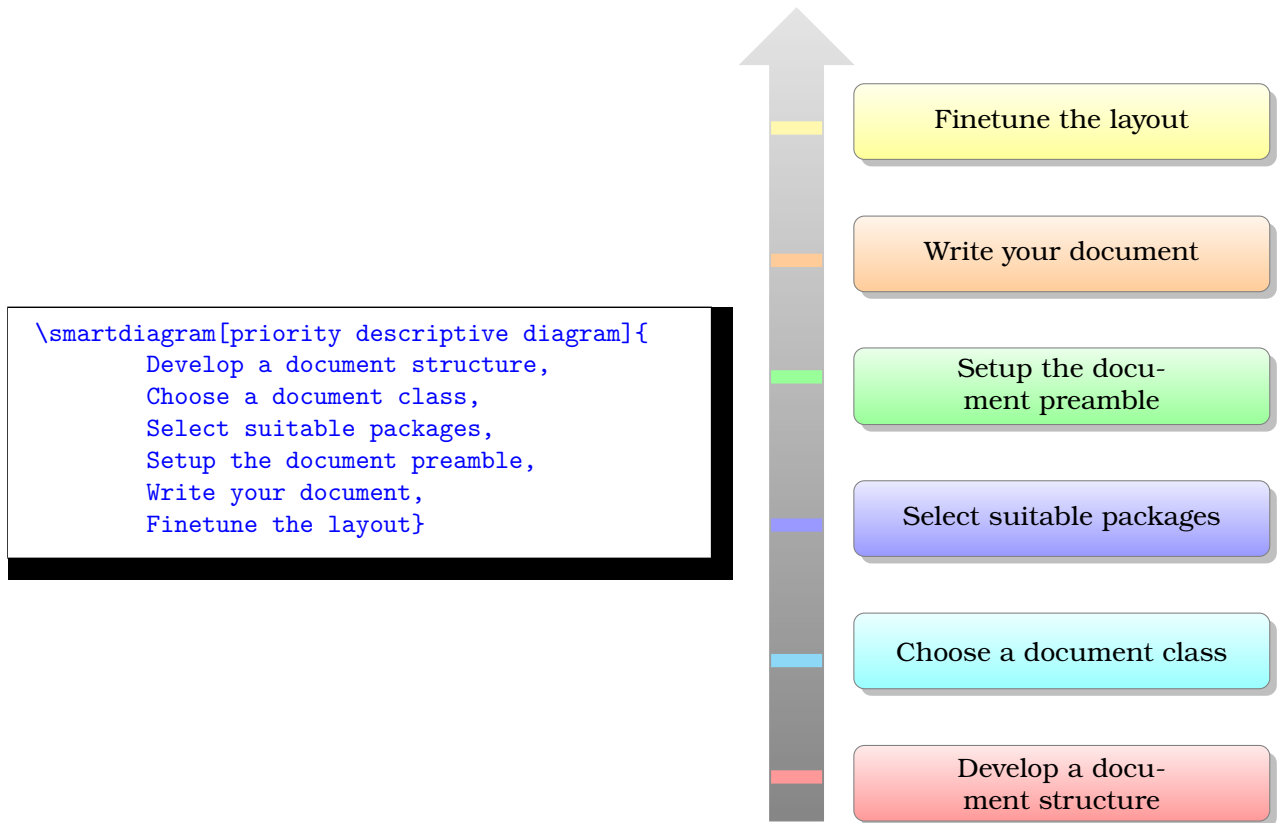 \smartdiagram[priority descriptive diagram]{
        Develop a document structure,
        Choose a document class,
        Select suitable packages,
        Setup the document preamble,
        Write your document,
        Finetune the layout}
Finetune the layout
Write your document
Setup the docu-
ment preamble
Select suitable packages
Choose a document class
Develop a docu-
ment structure